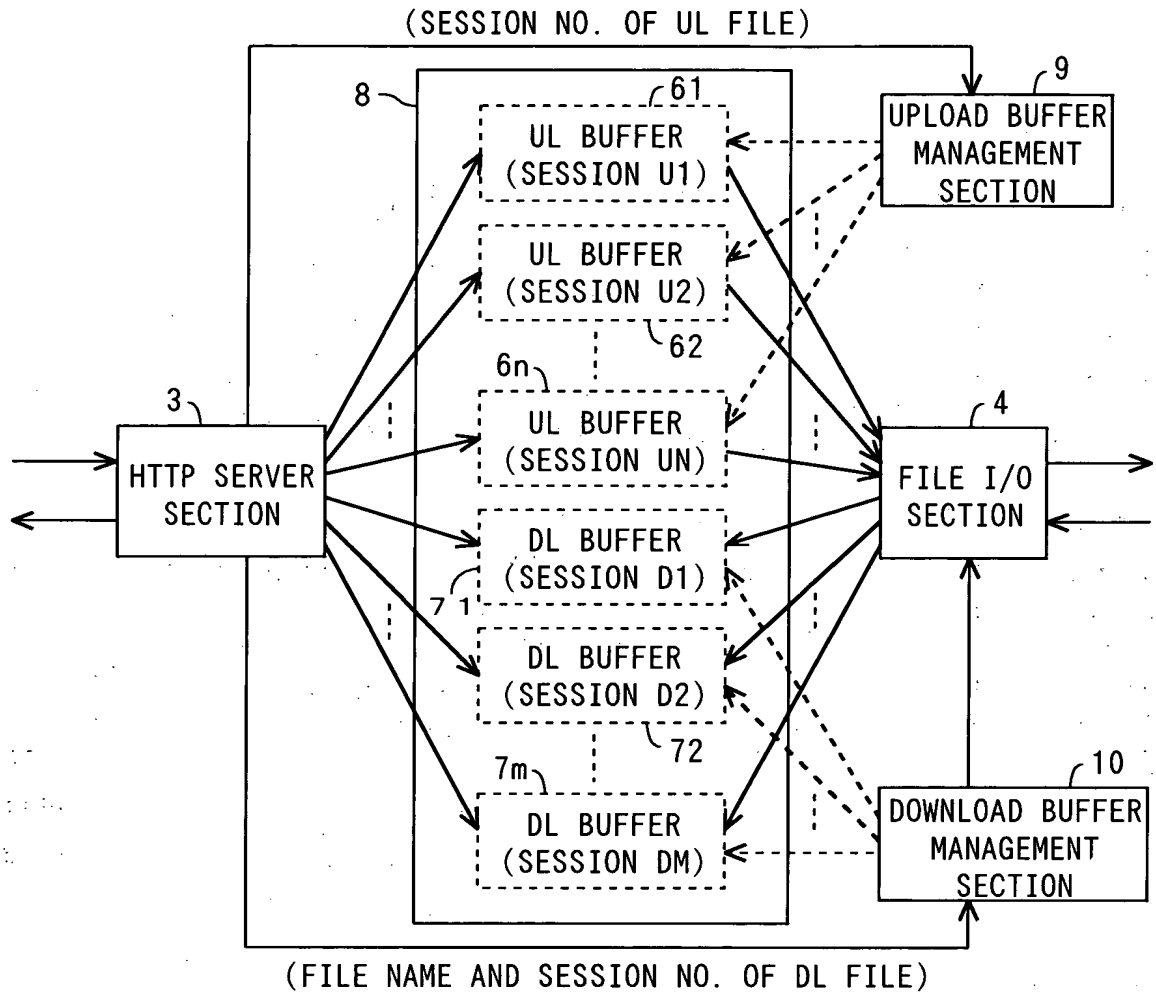 (SESSION NO. OF UL FILE)
8
61
9
UL BUFFER
(SESSION U1)
UPLOAD BUFFER
MANAGEMENT
SECTION
UL BUFFER
(SESSION U2)
62
6n
3
4
UL BUFFER
(SESSION UN)
HTTP SERVER
SECTION
FILE I/O
SECTION
DL BUFFER
(SESSION D1)
71
DL BUFFER
(SESSION D2)
72
7m
10
DL BUFFER
(SESSION DM)
DOWNLOAD BUFFER
MANAGEMENT
SECTION
(FILE NAME AND SESSION NO. OF DL FILE)